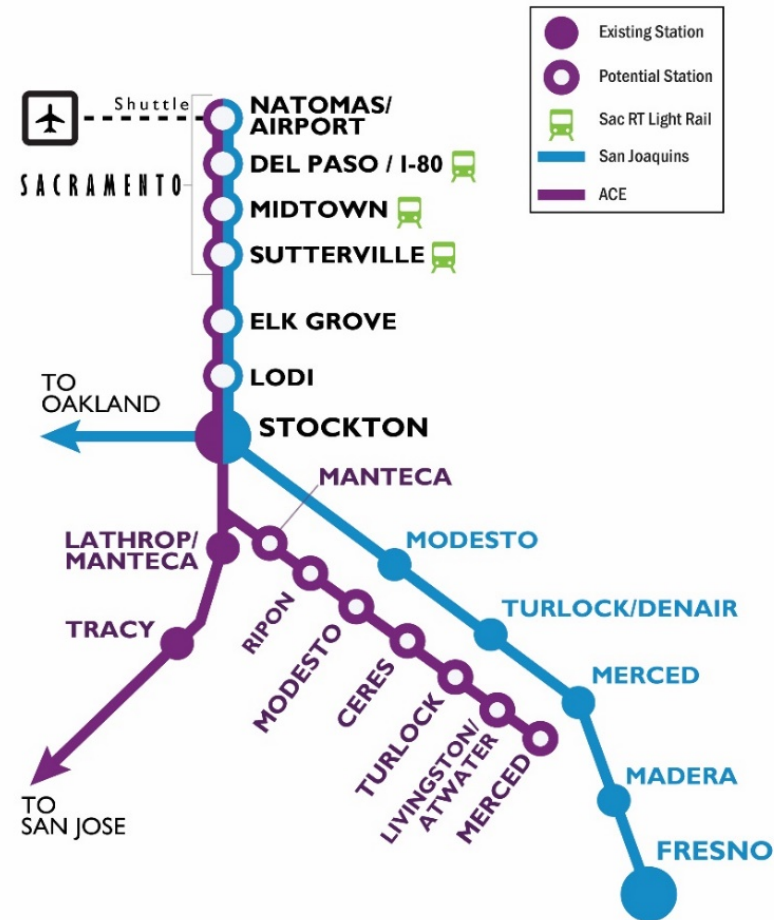 Existing Station
Potential Station
Sac RT Light Rail
San Joaquins
ACE
Shuttle
NATOMAS/
AIRPORT
DEL PASO / I-80
SACRAMENTO
MIDTOWN
SUTTERVILLE
ELK GROVE
LODI
TO
OAKLAND
STOCKTON
MANTECA
LATHROP/
MANTECA
MODESTO
TURLOCK/DENAIR
TRACY
RIPON
MODESTO
CERES
TURLOCK
LIVINGSTON/
ATWATER
MERCED
MERCED
MADERA
TO
SAN JOSE
FRESNO